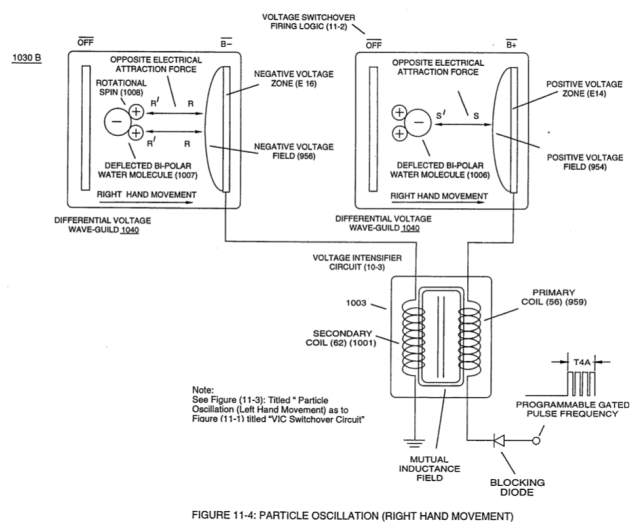 VOLTAGE SWITCHOVER
FIRING LOGIC (11-2)
OFF
B-
OFF
B+
1030 B
OPPOSITE ELECTRICAL
ATTRACTION FORCE
ROTATIONAL
SPIN (1008)
R/
R
R/
R
DEFLECTED BI-POLAR
WATER MOLECULE (1007)
RIGHT HAND MOVEMENT
NEGATIVE VOLTAGE
ZONE (E 16)
NEGATIVE VOLTAGE
FIELD (956)
OPPOSITE ELECTRICAL
ATTRACTION FORCE
S/
S
DEFLECTED BI-POLAR
WATER MOLECULE (1006)
RIGHT HAND MOVEMENT
POSITIVE VOLTAGE
ZONE (E14)
POSITIVE VOLTAGE
FIELD (954)
DIFFERENTIAL VOLTAGE
WAVE-GUILD 1040
DIFFERENTIAL VOLTAGE
WAVE-GUILD 1040
VOLTAGE INTENSIFIER
CIRCUIT (10-3)
1003
PRIMARY
COIL (56) (959)
SECONDARY
COIL (62) (1001)
T4A
PROGRAMMABLE GATED
PULSE FREQUENCY
Note:
See Figure (11-3): Titled “ Particle
Oscillation (Left Hand Movement) as to
Figure (11-1) titled “VIC Switchover Circuit”
MUTUAL
INDUCTANCE
FIELD
BLOCKING
DIODE
FIGURE 11-4: PARTICLE OSCILLATION (RIGHT HAND MOVEMENT)